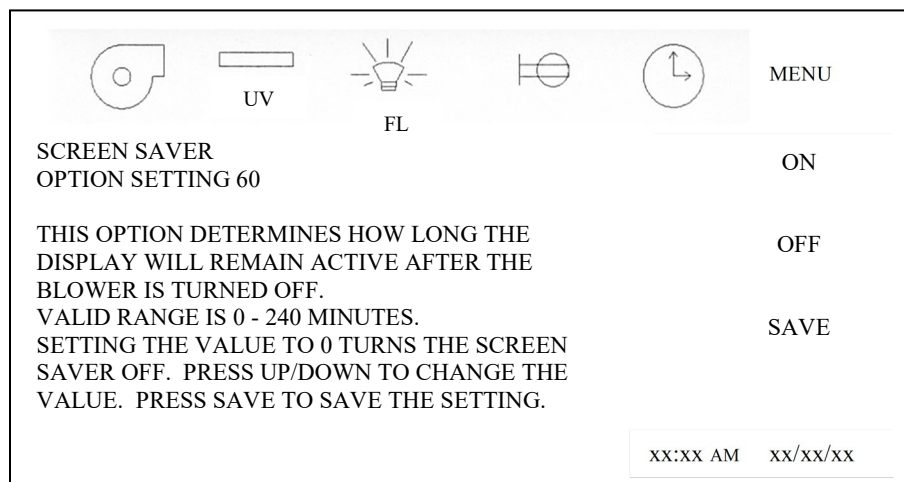 MENU
UV
FL
SCREEN SAVER
OPTION SETTING 60
ON
THIS OPTION DETERMINES HOW LONG THE
DISPLAY WILL REMAIN ACTIVE AFTER THE
BLOWER IS TURNED OFF.
OFF
VALID RANGE IS 0 - 240 MINUTES.
SETTING THE VALUE TO 0 TURNS THE SCREEN
SAVER OFF.  PRESS UP/DOWN TO CHANGE THE
VALUE.  PRESS SAVE TO SAVE THE SETTING.
SAVE
xx:xx AM xx/xx/xx